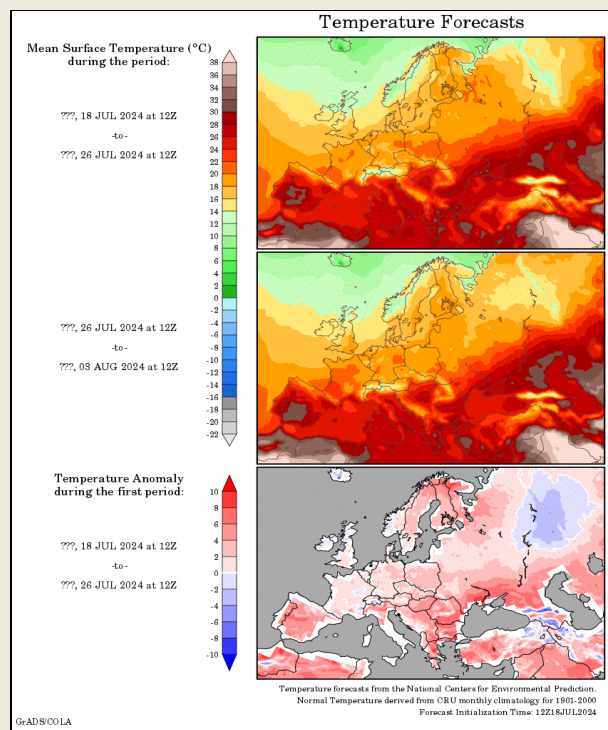 Temperature Forecasts
Mean Surface Temperature (°C)
during the period:
???, 18 JUL 2024 at 12Z
-to-
???, 26 JUL 2024 at 12Z
38
36
34
32
30
28
26
24
22
20
18
16
14
12
10
8
6
4
2
0
-2
-4
-6
-8
-10
-12
-14
-16
-18
-20
-22
???, 26 JUL 2024 at 12Z
-to-
???, 03 AUG 2024 at 12Z
Temperature Anomaly
during the first period:
???, 18 JUL 2024 at 12Z
-to-
???, 26 JUL 2024 at 12Z
10
8
6
4
2
0
-2
-4
-6
-8
-10
Temperature forecasts from the National Centers for Environmental Prediction.
Normal Temperature derived from CRU monthly climatology for 1901-2000
Forecast Initialization Time: 12Z18JUL2024
GrADS/COLA